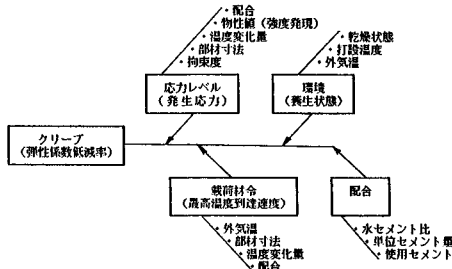 ・配合
・物性値（強度発現）
・温度変化量
・部材寸法
・拘束度
・乾燥状態
・打設温度
・外気温
応力レベル
（発生応力）
環境
（養生状態）
クリープ
（弾性係数低減率）
載荷材令
（最高温度到達速度）
配合
・外気温
・部材寸法
・温度変化量
・配合
・水セメント比
・単位セメント量
・使用セメント